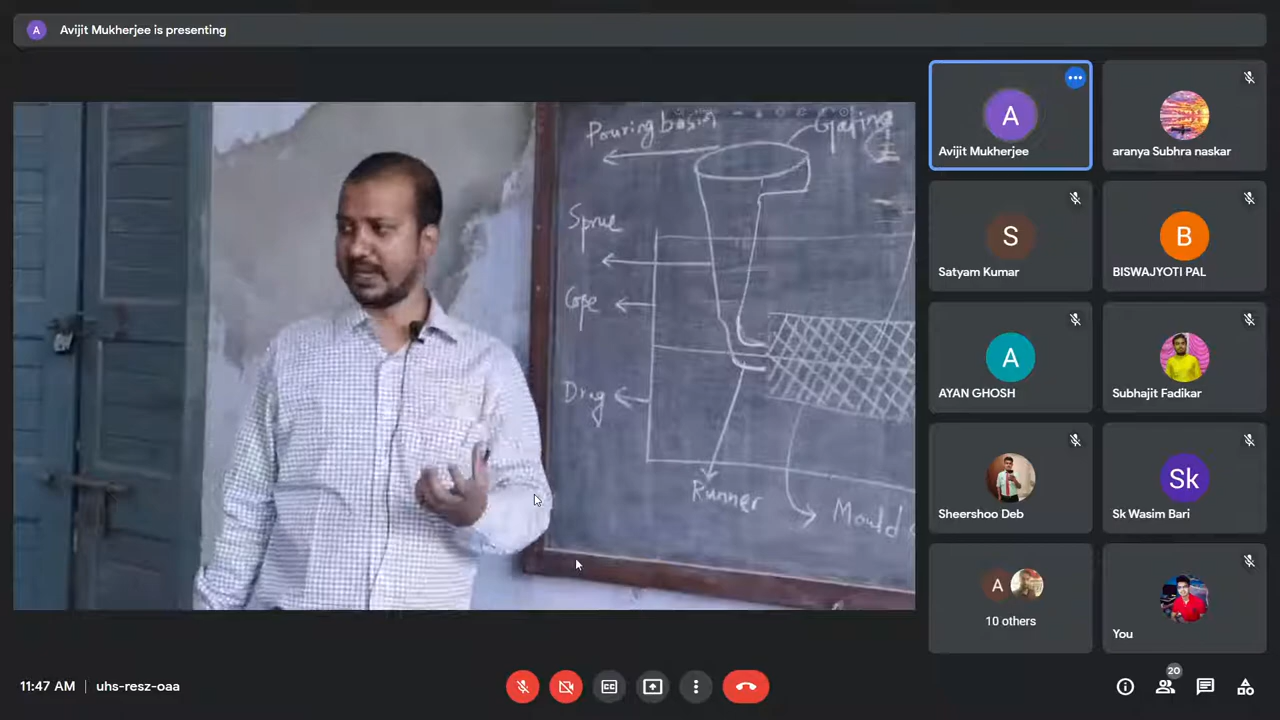 A
Avijit Mukherjee is presenting
Pouring basin
Gating
Sprue
Cope
Drag
Runner
Mould
A
Avijit Mukherjee
aranya Subhra naskar
S
Satyam Kumar
B
BISWAJYOTI PAL
A
AYAN GHOSH
Subhajit Fadikar
Sheershoo Deb
Sk
Sk Wasim Bari
A
10 others
You
11:47 AM | uhs-resz-oaa
CC
20